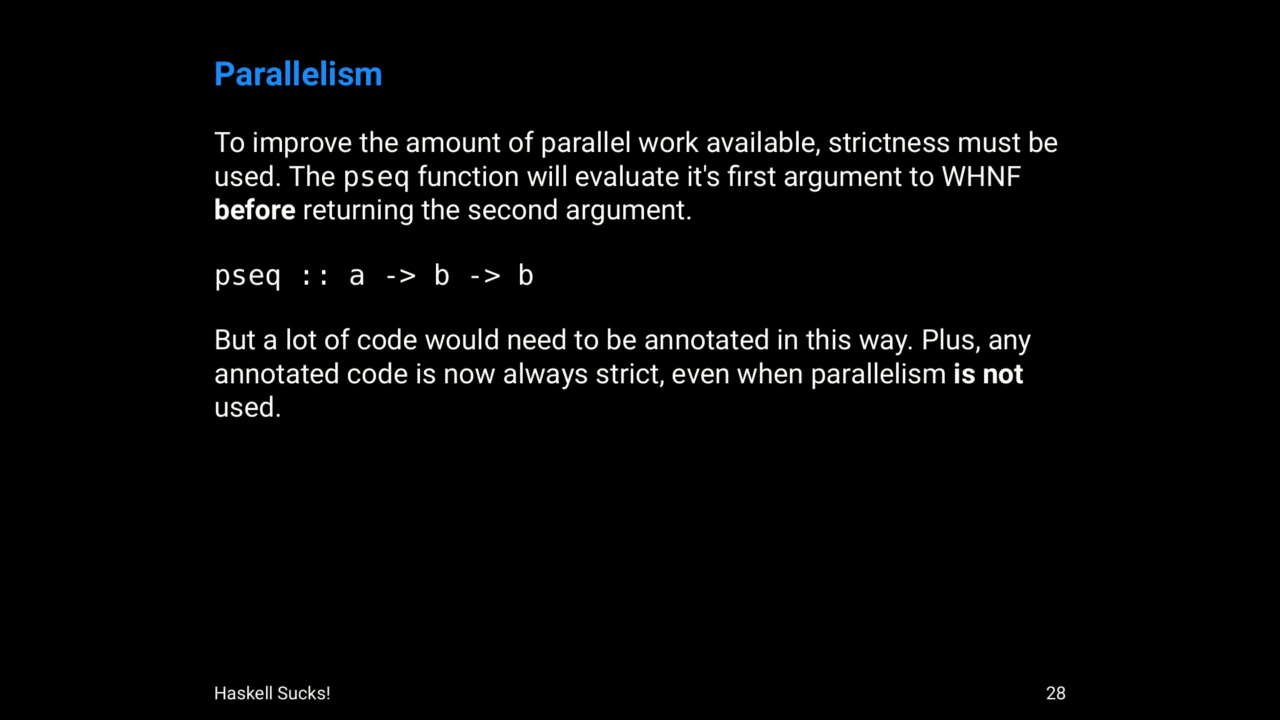 Parallelism
To improve the amount of parallel work available, strictness must be
used. The pseq function will evaluate it's first argument to WHNF
before returning the second argument.
pseq :: a -> b -> b
But a lot of code would need to be annotated in this way. Plus, any
annotated code is now always strict, even when parallelism is not
used.
Haskell Sucks!
28